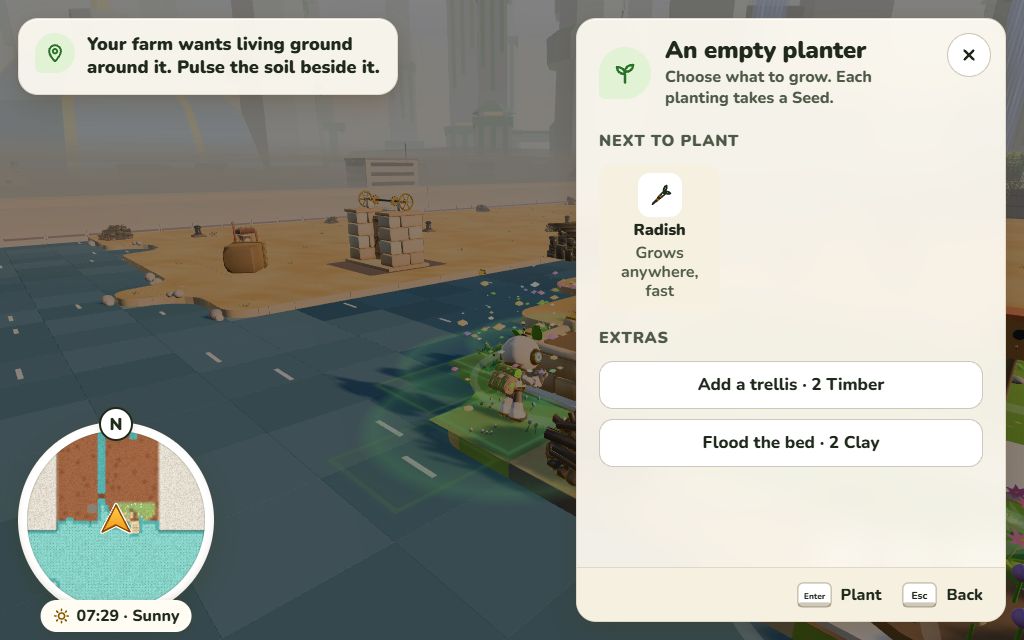 Your farm wants living ground
around it. Pulse the soil beside it.
An empty planter
Choose what to grow. Each
planting takes a Seed.
NEXT TO PLANT
Radish
Grows
anywhere,
fast
EXTRAS
Add a trellis · 2 Timber
Flood the bed · 2 Clay
N
07:29 · Sunny
Enter Plant Esc Back